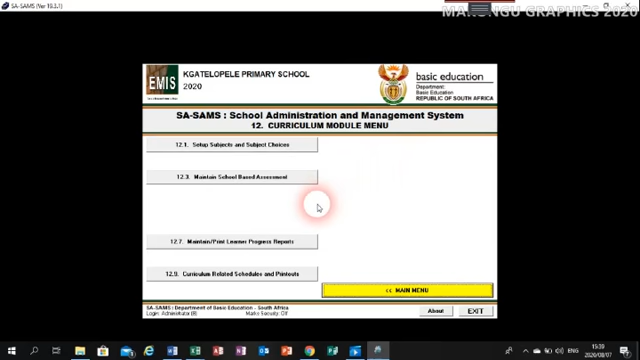 SA-SAMS (Ver 19.3.1)
MAKONGU GRAPHICS 2020
EMIS
KGATELOPELE PRIMARY SCHOOL
2020
basic education
Department:
Basic Education
REPUBLIC OF SOUTH AFRICA
SA-SAMS : School Administration and Management System
12. CURRICULUM MODULE MENU
12.1. Setup Subjects and Subject Choices
12.3. Maintain School Based Assessment
12.7. Maintain/Print Learner Progress Reports
12.9. Curriculum Related Schedules and Printouts
<< MAIN MENU
SA-SAMS : Department of Basic Education - South Africa
Login: Administrator (8)
Marks Security: Off
About
EXIT
ENG
15:39
2020/08/07